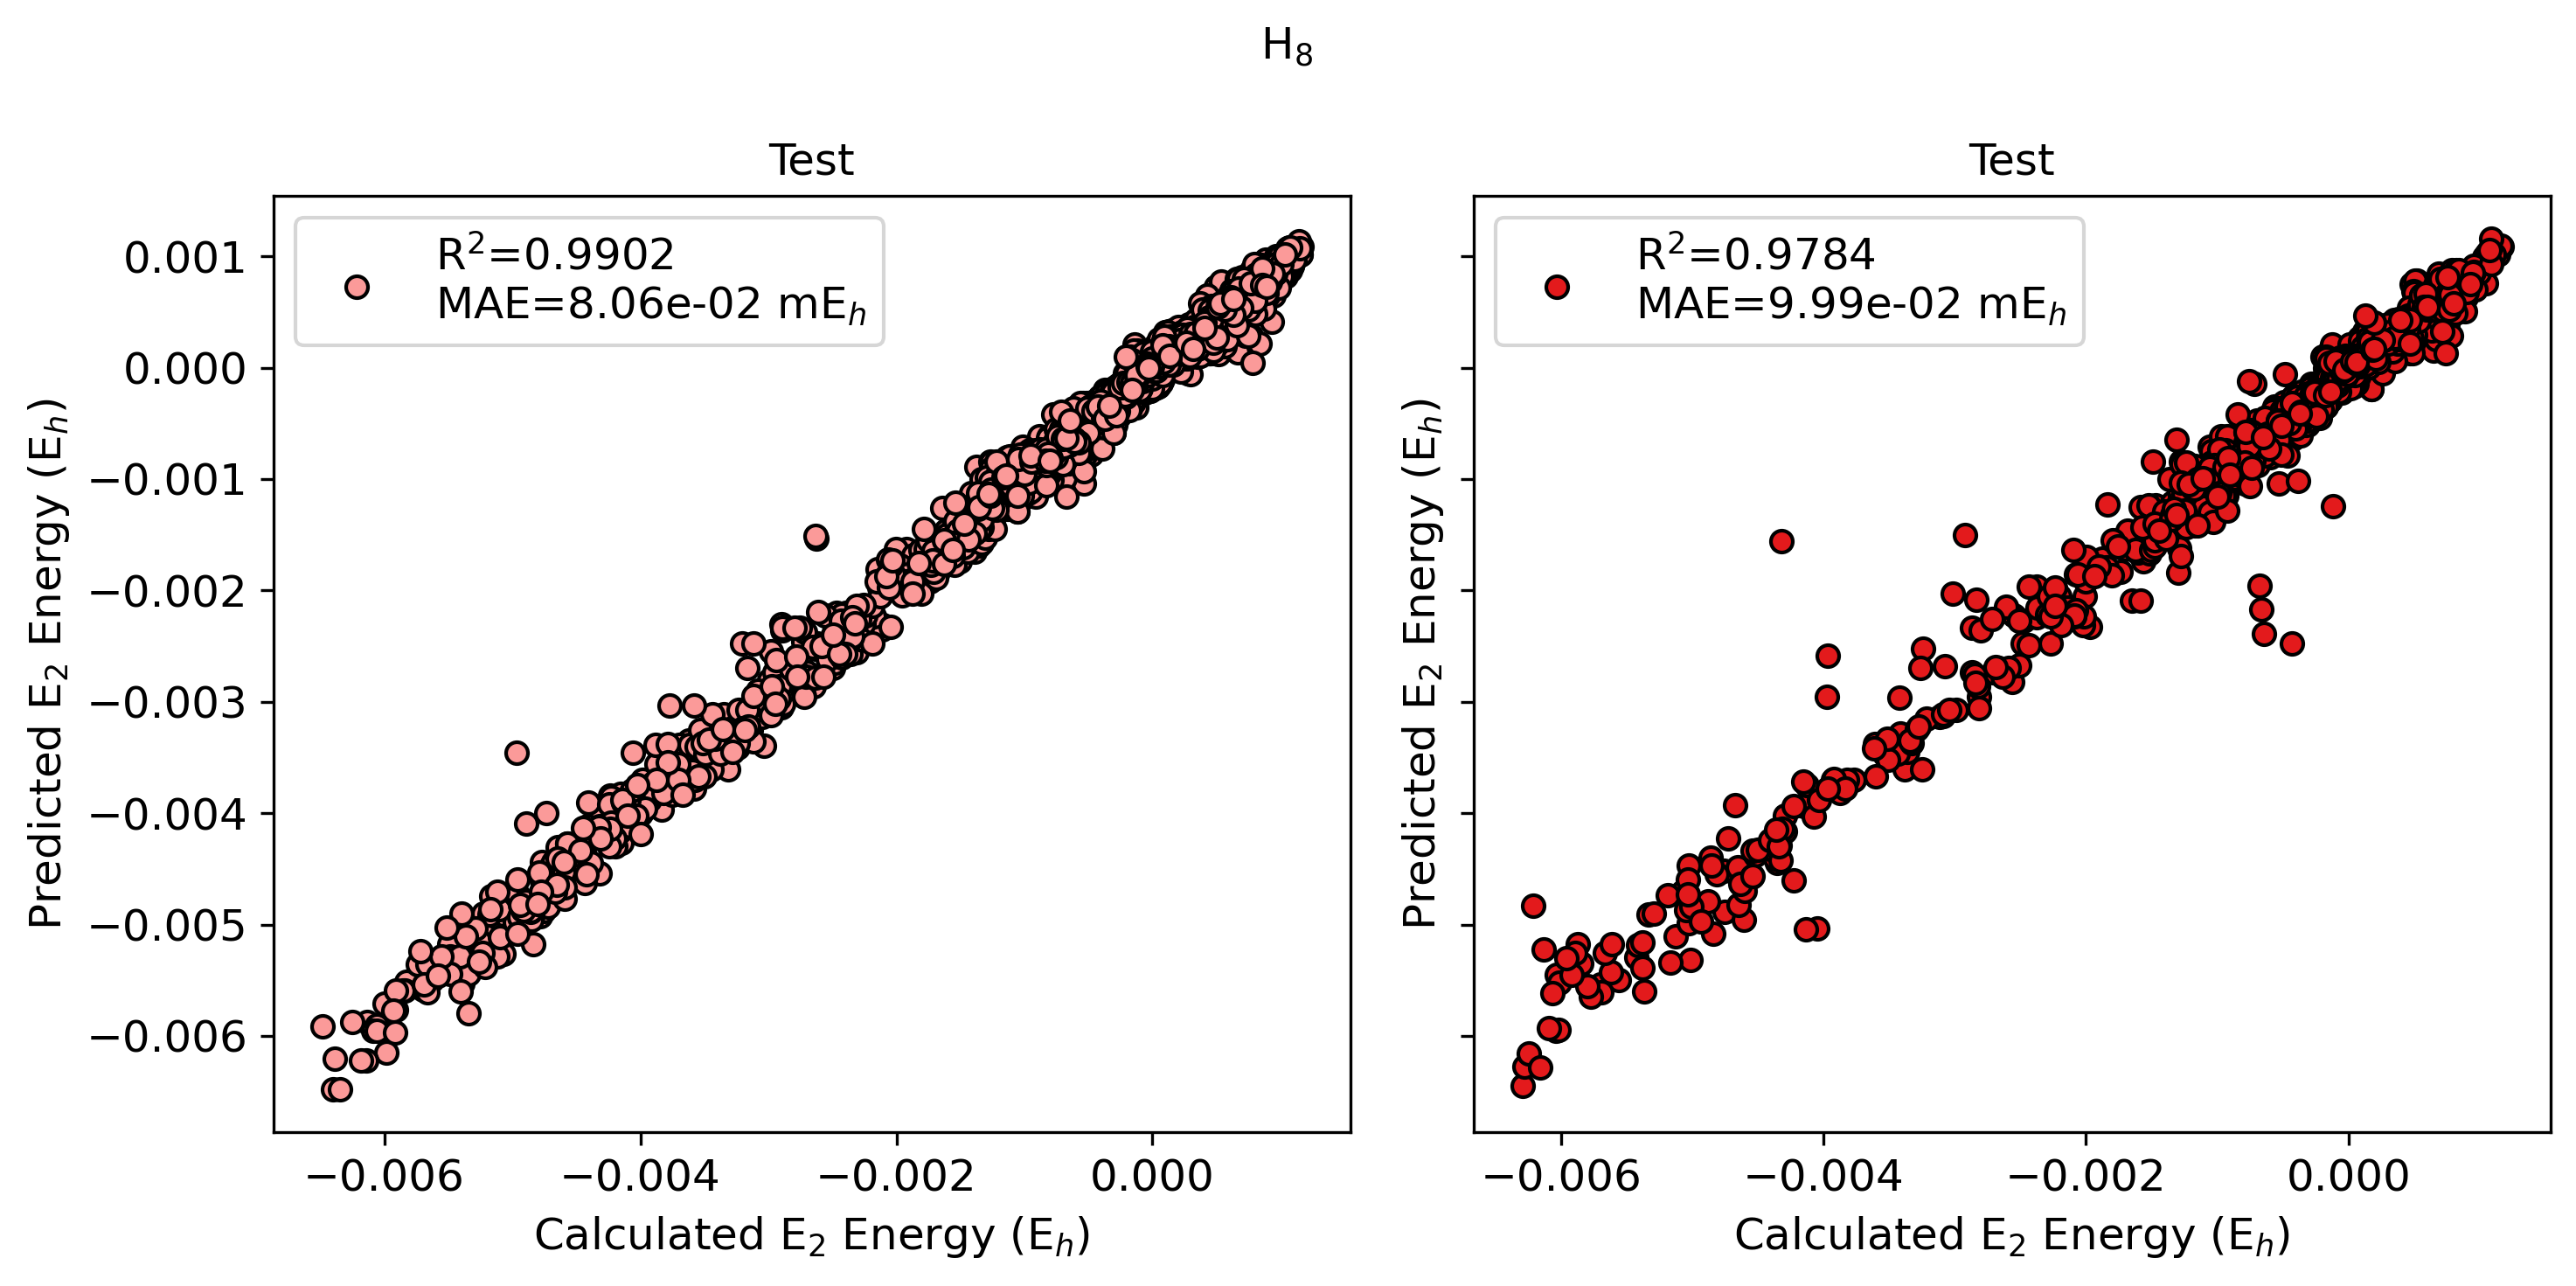 H₈
Test
R²=0.9902
MAE=8.06e-02 mEₕ
0.001
0.000
−0.001
−0.002
−0.003
−0.004
−0.005
−0.006
Predicted E₂ Energy (Eₕ)
−0.006 −0.004 −0.002 0.000
Calculated E₂ Energy (Eₕ)
Test
R²=0.9784
MAE=9.99e-02 mEₕ
Predicted E₂ Energy (Eₕ)
−0.006 −0.004 −0.002 0.000
Calculated E₂ Energy (Eₕ)